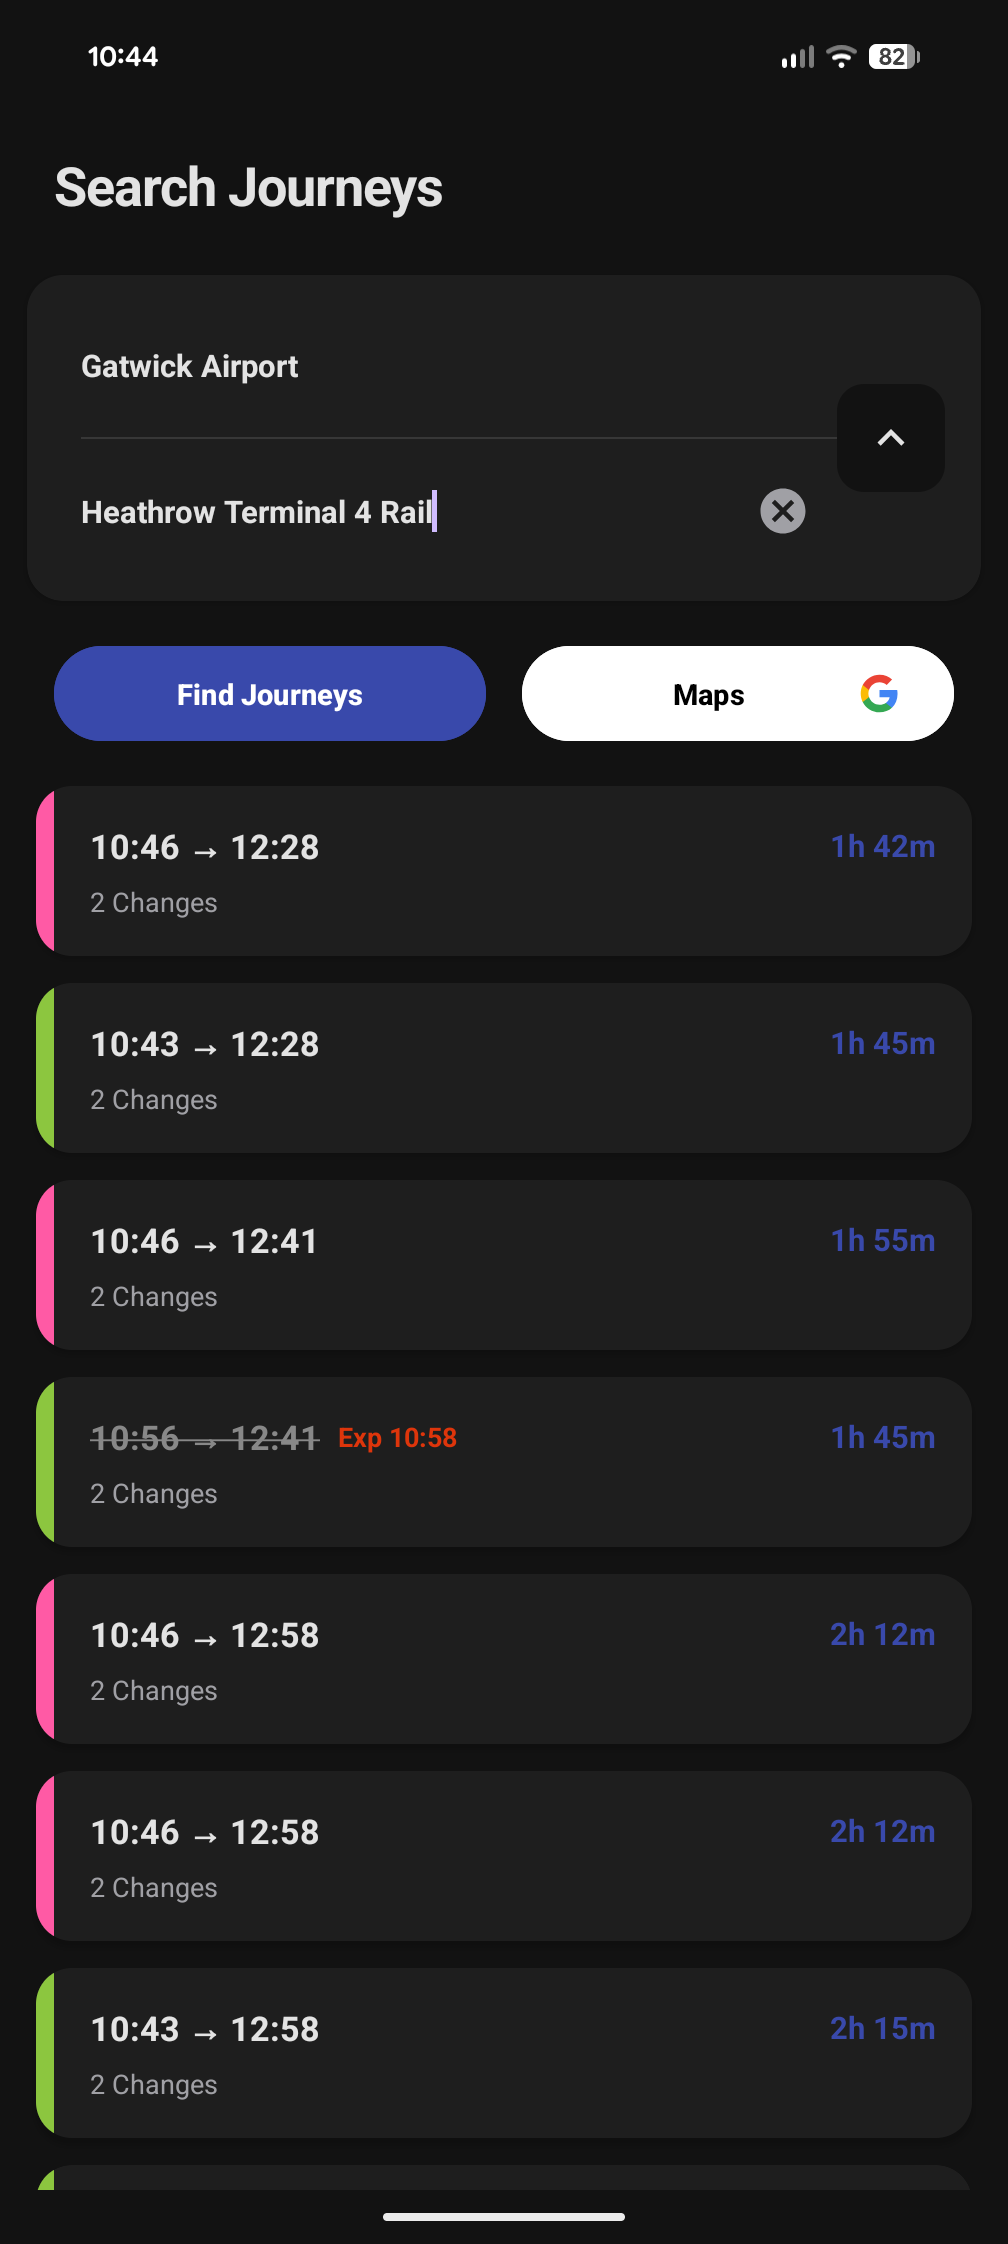 10:44
82
Search Journeys
Gatwick Airport
Heathrow Terminal 4 Rail
Find Journeys
Maps
10:46 → 12:28
1h 42m
2 Changes
10:43 → 12:28
1h 45m
2 Changes
10:46 → 12:41
1h 55m
2 Changes
10:56 → 12:41 Exp 10:58
1h 45m
2 Changes
10:46 → 12:58
2h 12m
2 Changes
10:46 → 12:58
2h 12m
2 Changes
10:43 → 12:58
2h 15m
2 Changes